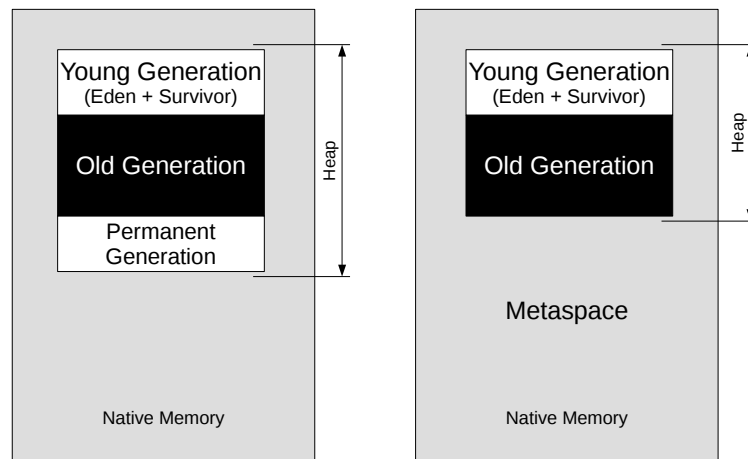 Young Generation
(Eden + Survivor)
Old Generation
Permanent
Generation
Heap
Native Memory
Young Generation
(Eden + Survivor)
Old Generation
Heap
Metaspace
Native Memory